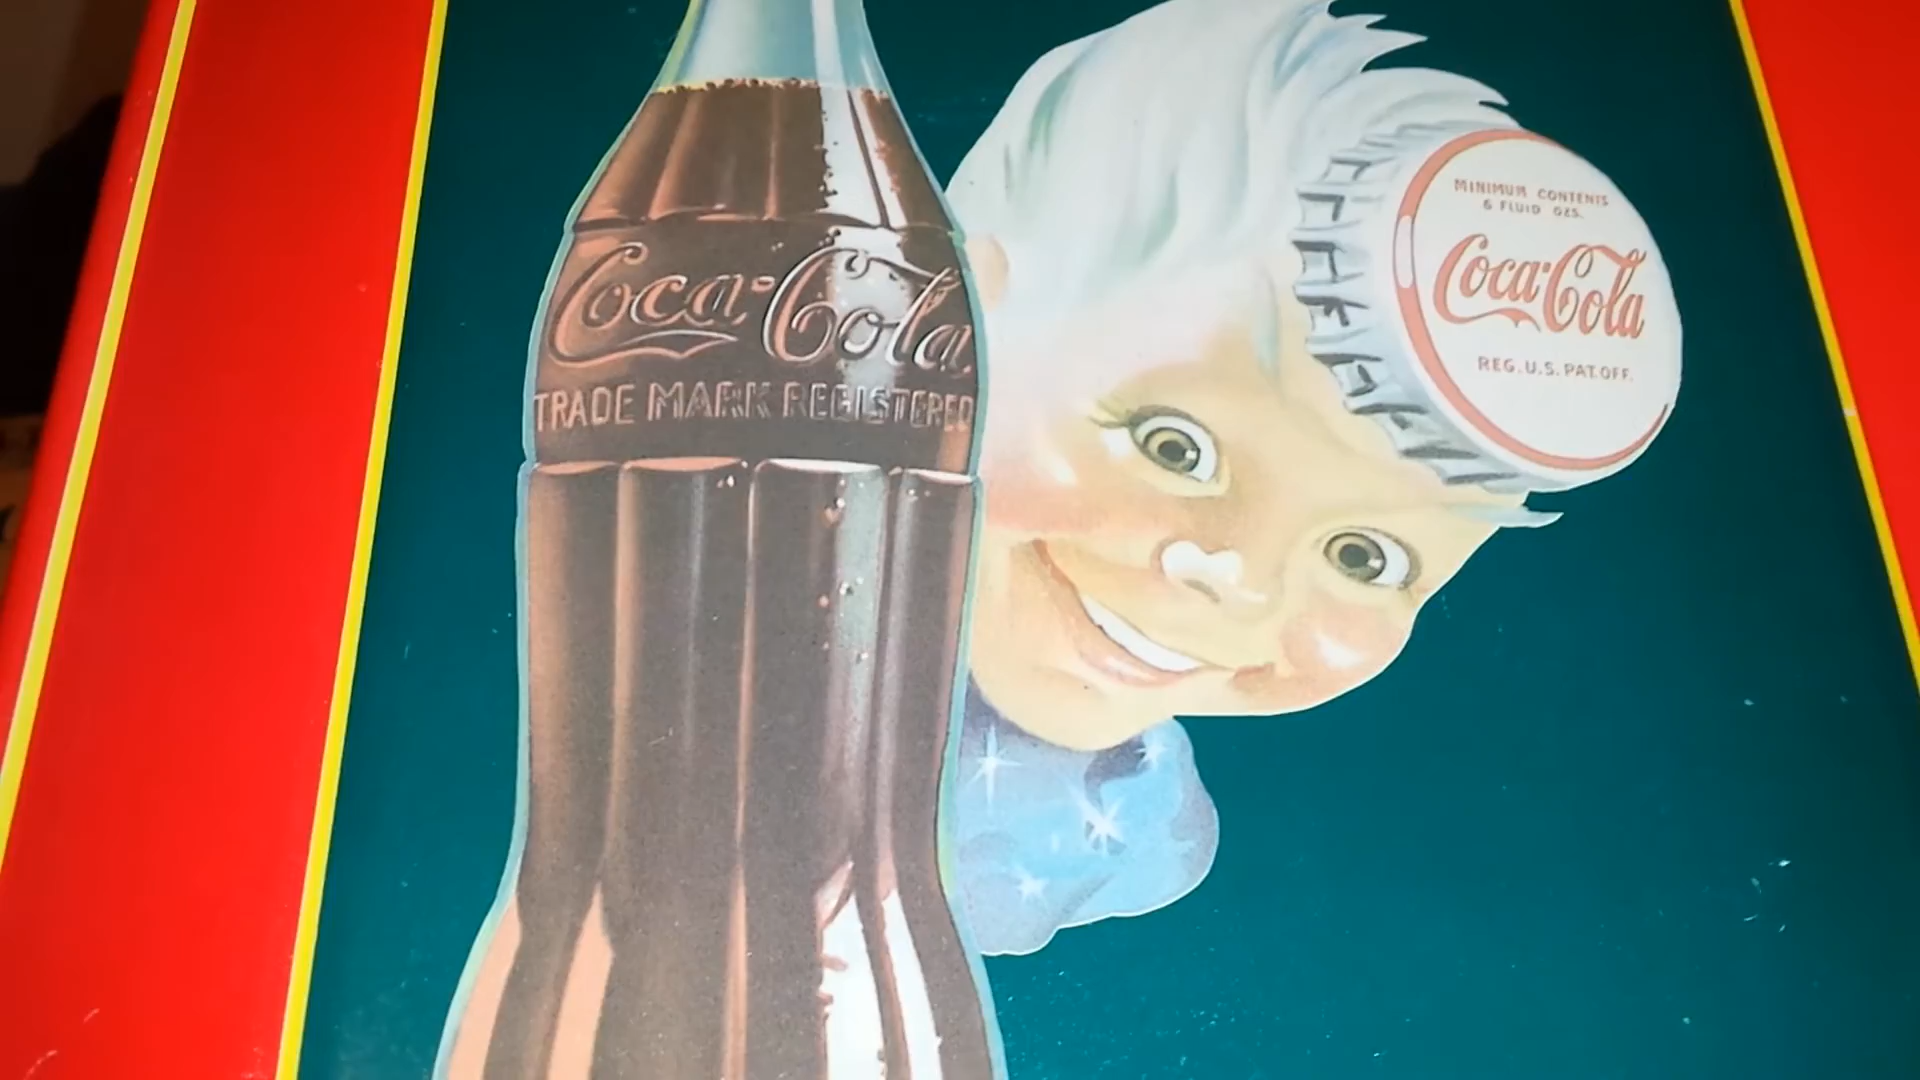 Coca-Cola
TRADE MARK REGISTERED
MINIMUM CONTENTS
6 FLUID OZS.
Coca-Cola
REG. U.S. PAT. OFF.